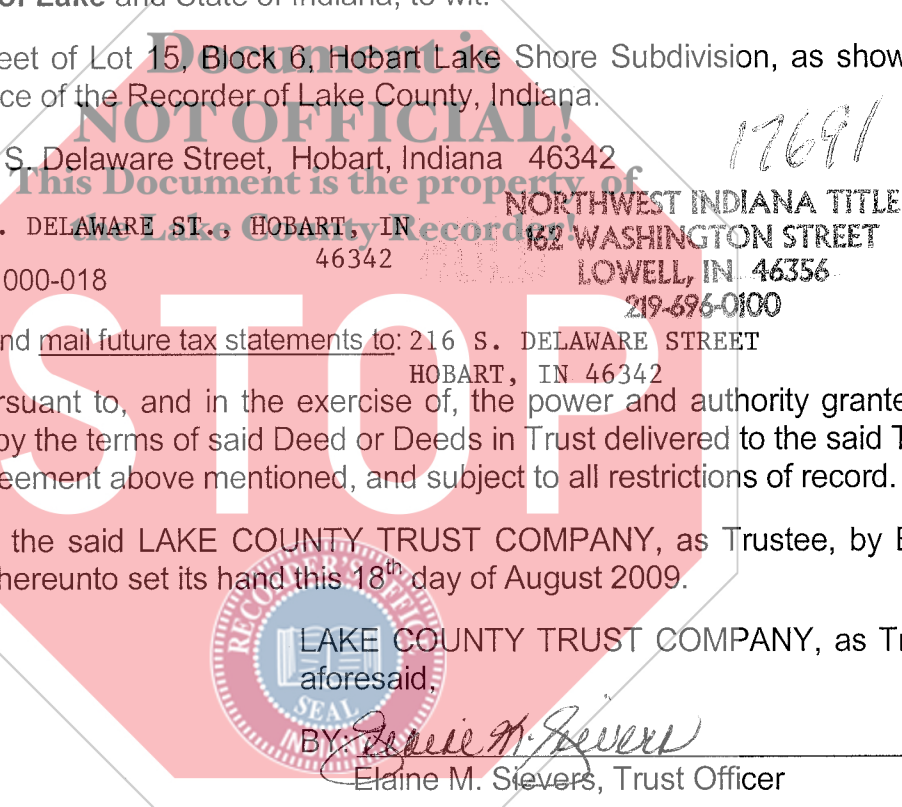 of Lake and State of Indiana, to wit:
eet of Lot 15, Block 6, Hobart Lake Shore Subdivision, as show
ce of the Recorder of Lake County, Indiana.
Document is
NOT OFFICIAL!
This Document is the property of
the Lake County Recorder!
STOP
17691
S. Delaware Street, Hobart, Indiana 46342
. DELAWARE ST., HOBART, IN
46342
000-018
NORTHWEST INDIANA TITLE
162 WASHINGTON STREET
LOWELL, IN 46356
219-696-0100
nd mail future tax statements to: 216 S. DELAWARE STREET
HOBART, IN 46342
rsuant to, and in the exercise of, the power and authority grante
by the terms of said Deed or Deeds in Trust delivered to the said T
eement above mentioned, and subject to all restrictions of record.
the said LAKE COUNTY TRUST COMPANY, as Trustee, by E
hereunto set its hand this 18th day of August 2009.
RECORDER'S OFFICE
SEAL
INDIANA
LAKE COUNTY TRUST COMPANY, as Tr
aforesaid,
BY: Elaine M. Sievers
Elaine M. Sievers, Trust Officer